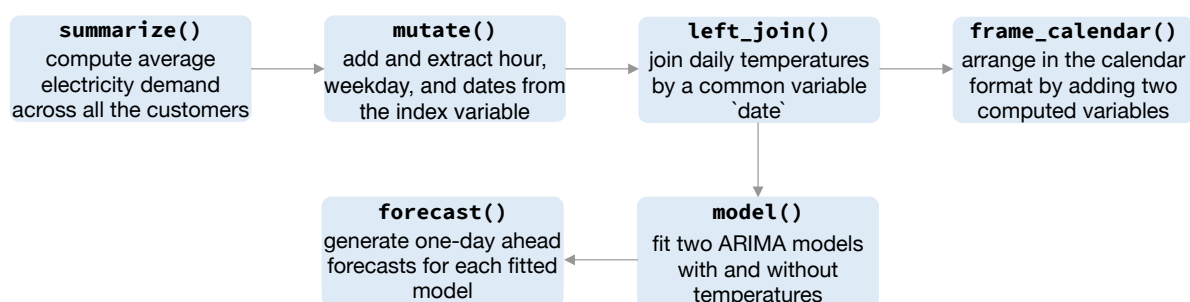 summarize()
compute average
electricity demand
across all the customers
mutate()
add and extract hour,
weekday, and dates from
the index variable
left_join()
join daily temperatures
by a common variable
`date`
frame_calendar()
arrange in the calendar
format by adding two
computed variables
forecast()
generate one-day ahead
forecasts for each fitted
model
model()
fit two ARIMA models
with and without
temperatures